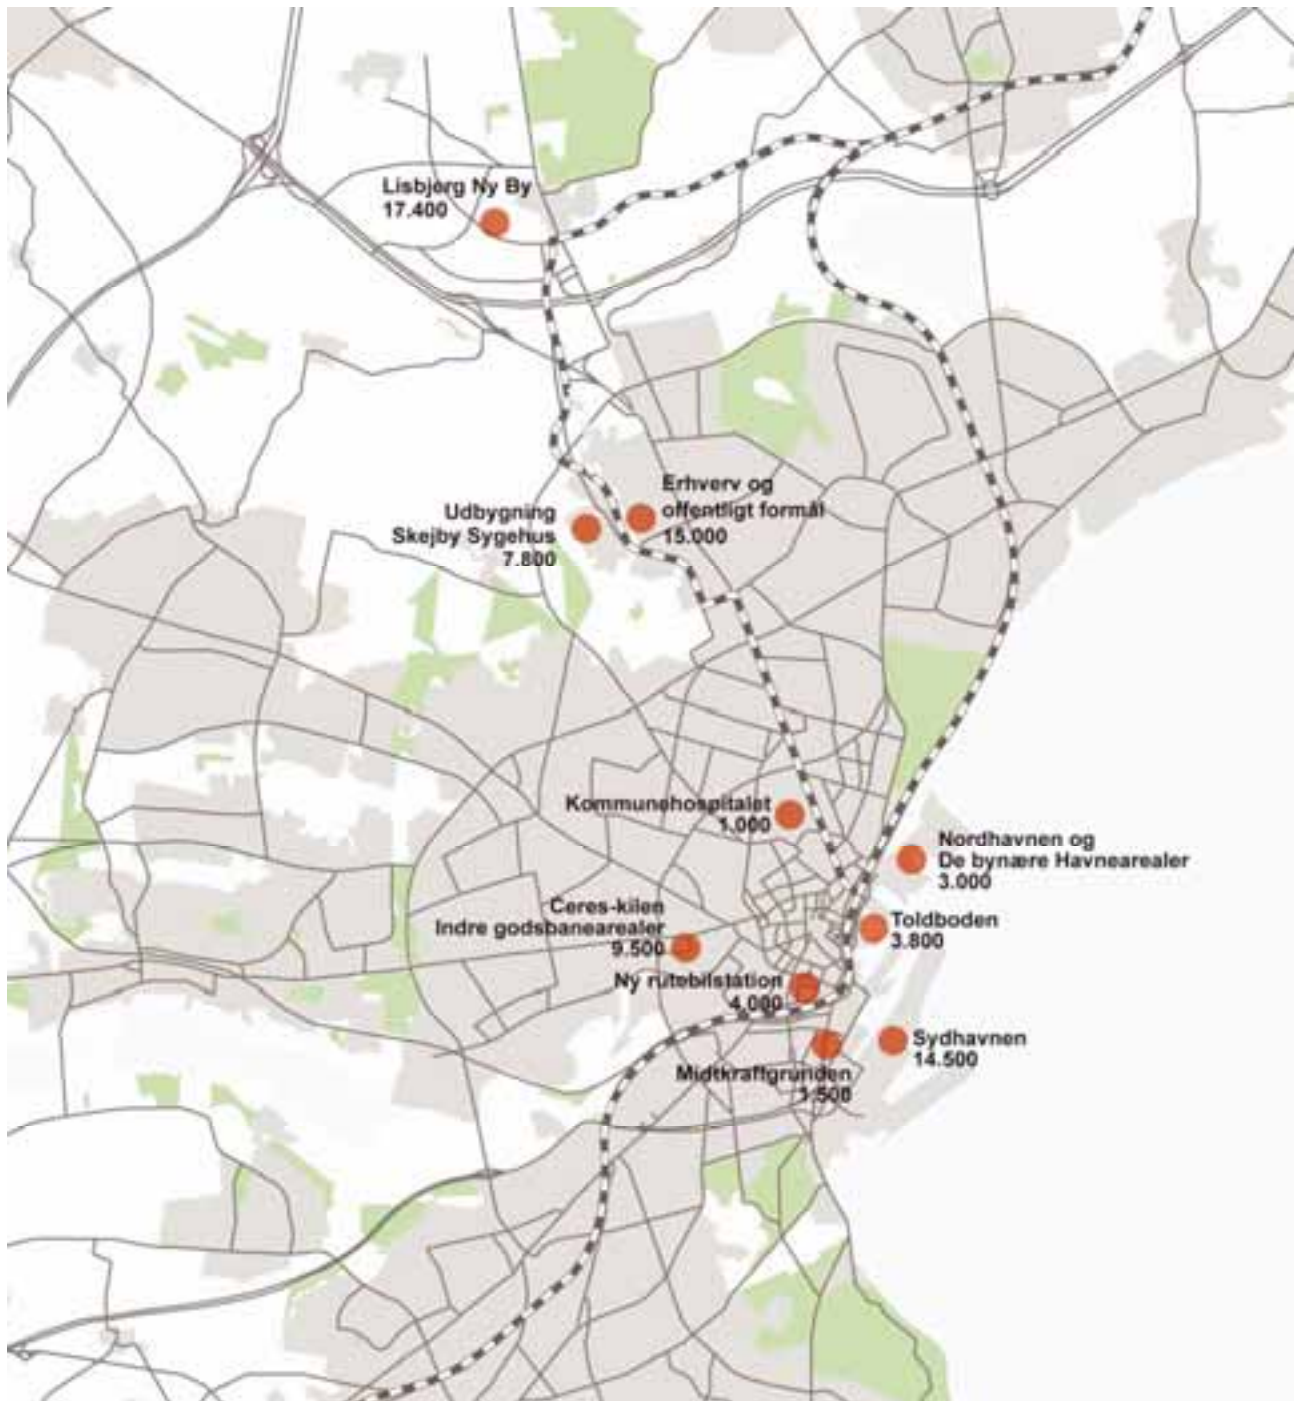 Lisbjerg Ny By
17.400
Erhverv og
offentligt formål
15.000
Udbygning
Skejby Sygehus
7.800
Kommunehospitalet
1.000
Nordhavnen og
De bynære Havnearealer
3.000
Ceres-kilen
Indre godsbanearealer
9.500
Toldboden
3.800
Ny rutebilstation
4.000
Sydhavnen
14.500
Midtkraftgrunden
1.500